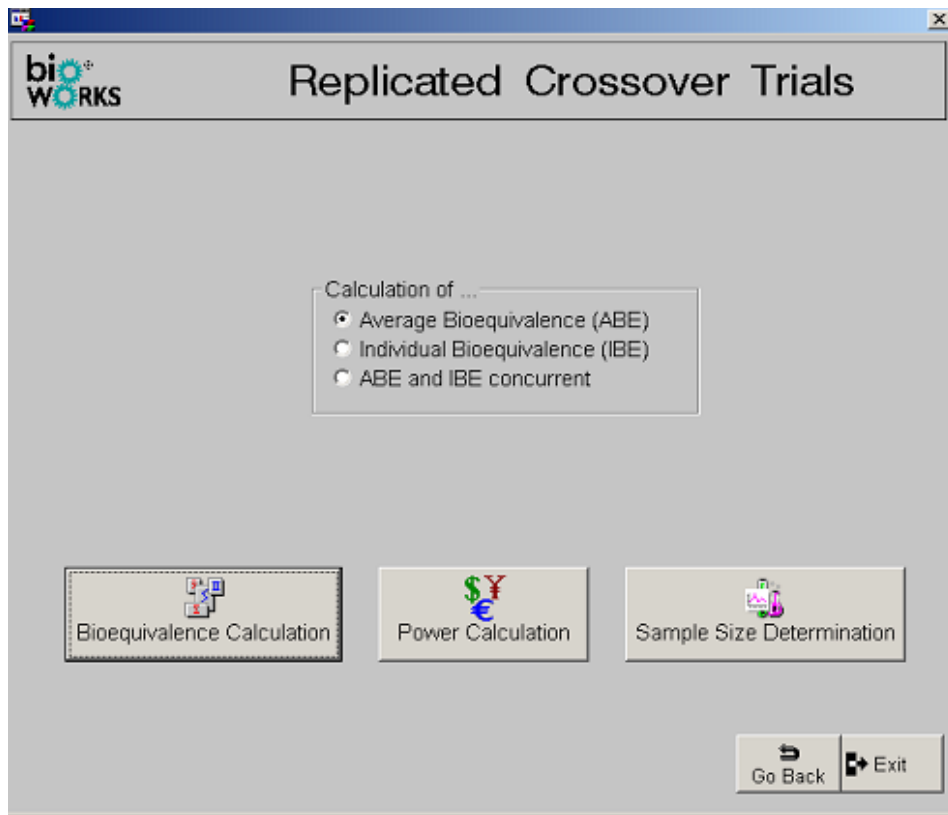 bio
WORKS
Replicated Crossover Trials
Calculation of ...
Average Bioequivalence (ABE)
Individual Bioequivalence (IBE)
ABE and IBE concurrent
Bioequivalence Calculation
Power Calculation
Sample Size Determination
Go Back
Exit